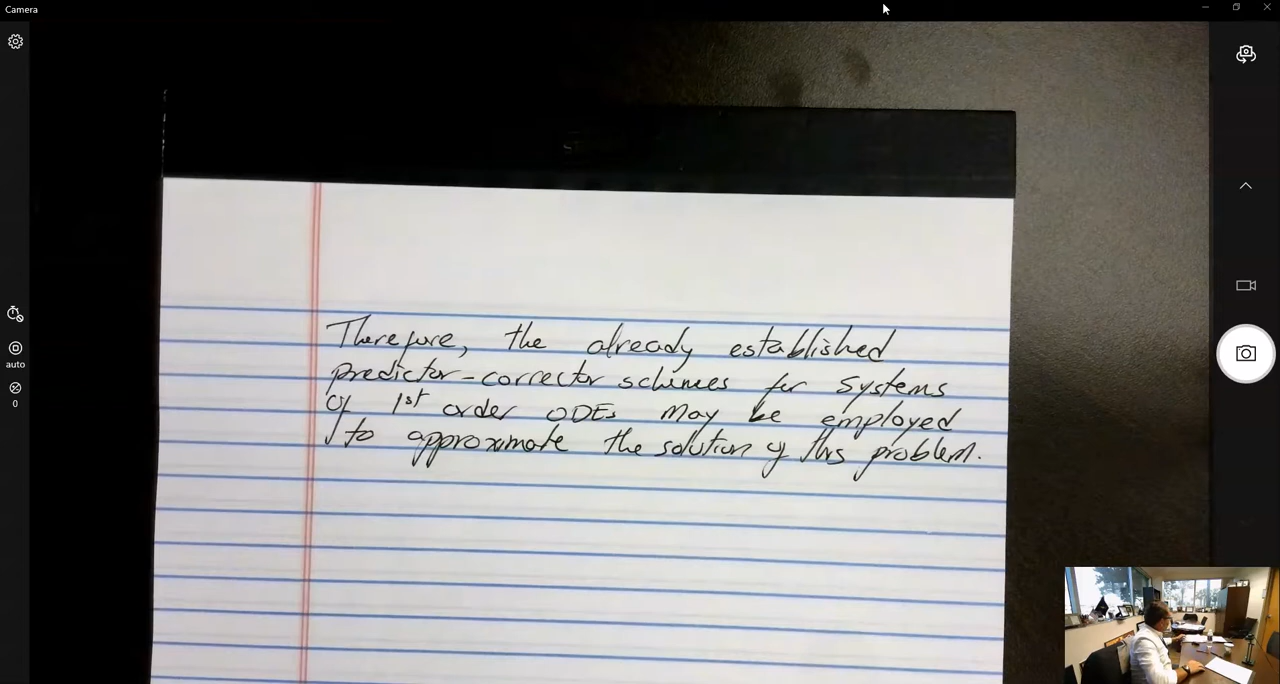 Camera
auto
0
Therefore, the already established
predictor-corrector schemes for systems
of 1st order ODEs may be employed
to approximate the solution of this problem.